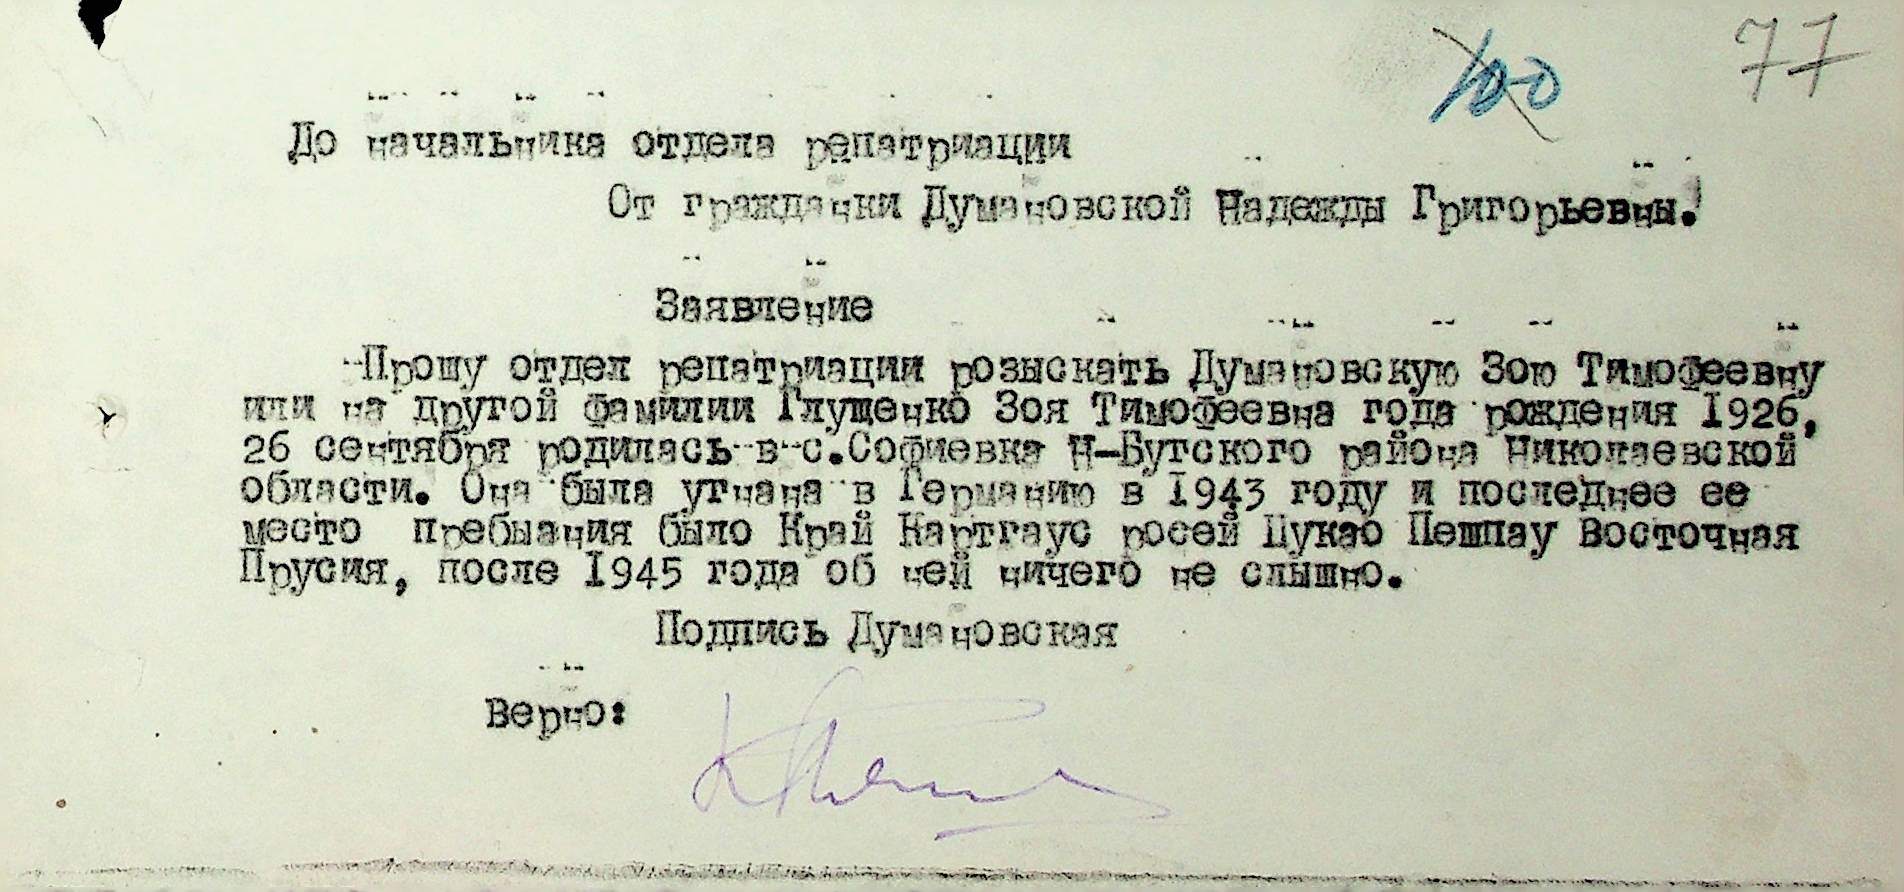 100
77
До начальника отдела репатриации
От гражданки Думановской Надежды Григорьевны.
Заявление
Прошу отдел репатриации розыскать Думановскую Зою Тимофеевну
или на другой фамилии Глущенко Зоя Тимофеевна года рождения 1926,
26 сентября родилась в с.Софиевка Н-Бугского района Николаевской
области. Она была угнана в Германию в 1943 году и последнее ее
место пребыания было Край Картгаус росей Цукао Пешпау Восточная
Прусия, после 1945 года об ней ничего не слышно.
Подпись Думановская
Верно: